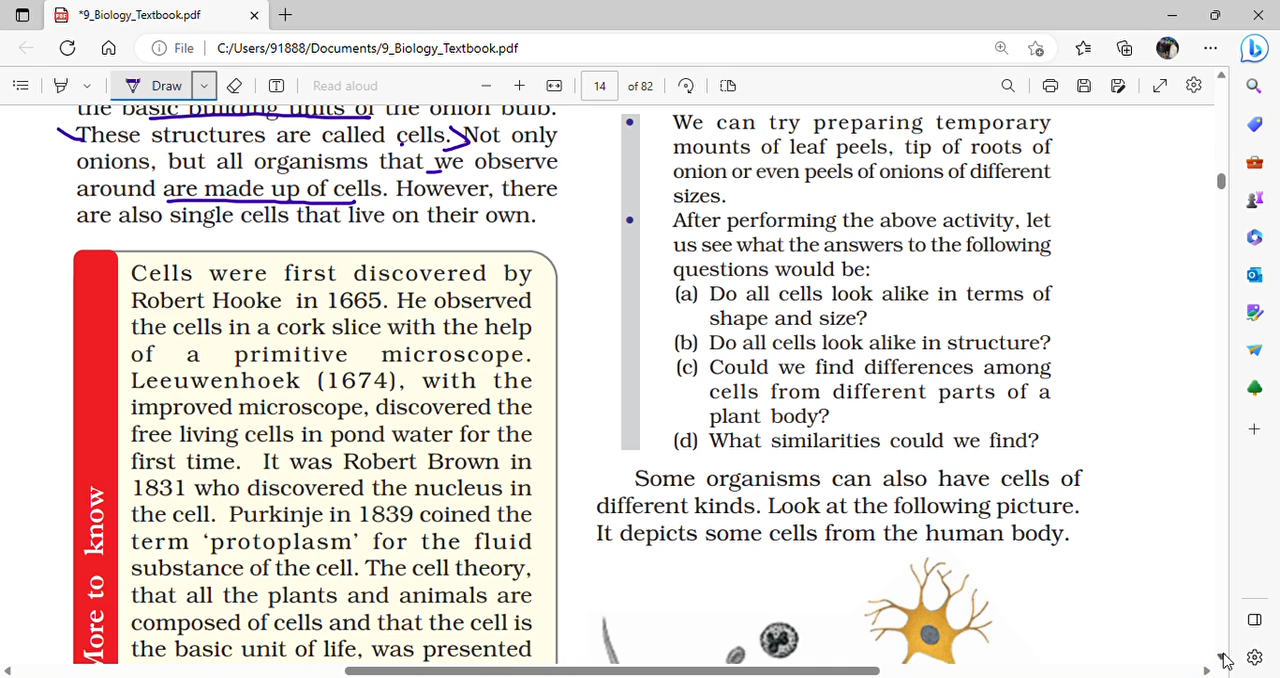 *9_Biology_Textbook.pdf
File C:/Users/91888/Documents/9_Biology_Textbook.pdf
Draw Read aloud 14 of 82
the basic building units of the onion bulb.
These structures are called cells. Not only
onions, but all organisms that we observe
around are made up of cells. However, there
are also single cells that live on their own.
More to know
Cells were first discovered by
Robert Hooke in 1665. He observed
the cells in a cork slice with the help
of a primitive microscope.
Leeuwenhoek (1674), with the
improved microscope, discovered the
free living cells in pond water for the
first time. It was Robert Brown in
1831 who discovered the nucleus in
the cell. Purkinje in 1839 coined the
term ‘protoplasm’ for the fluid
substance of the cell. The cell theory,
that all the plants and animals are
composed of cells and that the cell is
the basic unit of life, was presented
• We can try preparing temporary
mounts of leaf peels, tip of roots of
onion or even peels of onions of different
sizes.
• After performing the above activity, let
us see what the answers to the following
questions would be:
(a) Do all cells look alike in terms of
shape and size?
(b) Do all cells look alike in structure?
(c) Could we find differences among
cells from different parts of a
plant body?
(d) What similarities could we find?
Some organisms can also have cells of
different kinds. Look at the following picture.
It depicts some cells from the human body.